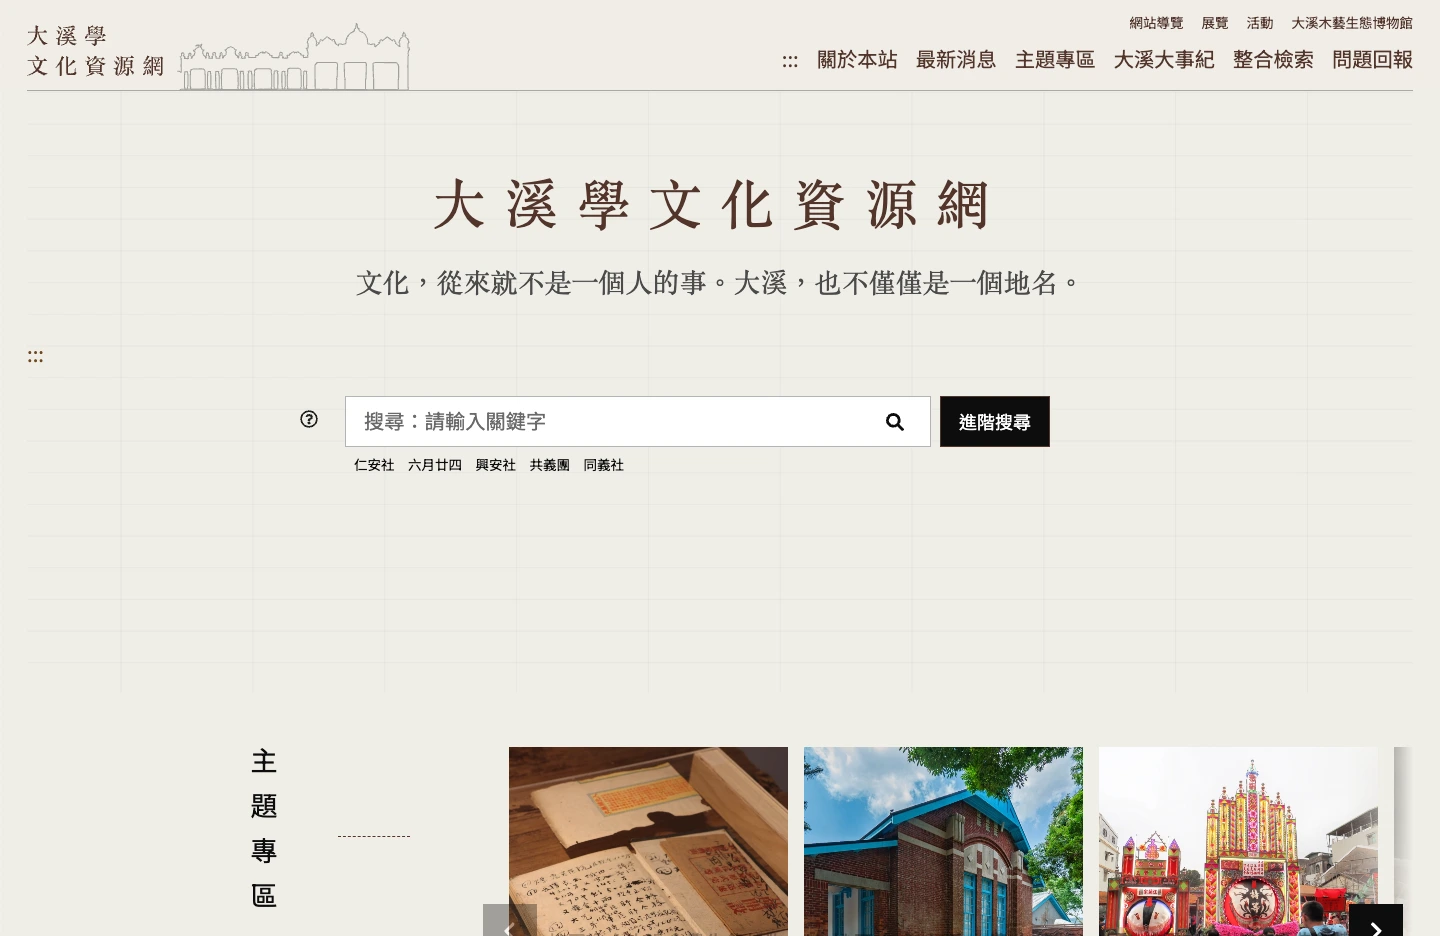 大溪學
文化資源網
網站導覽 展覽 活動 大溪木藝生態博物館
::: 關於本站 最新消息 主題專區 大溪大事紀 整合檢索 問題回報
大溪學文化資源網
文化，從來就不是一個人的事。大溪，也不僅僅是一個地名。
:::
搜尋：請輸入關鍵字
進階搜尋
仁安社 六月廿四 興安社 共義團 同義社
主題專區